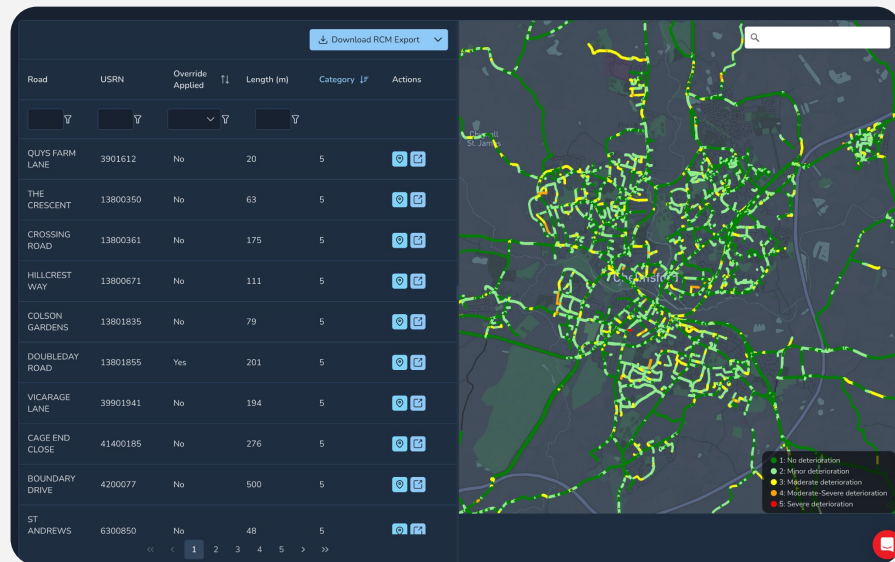 Download RCM Export
Road USRN Override Applied Length (m) Category Actions
QUYS FARM LANE 3901612 No 20 5
THE CRESCENT 13800350 No 63 5
CROSSING ROAD 13800361 No 175 5
HILLCREST WAY 13800671 No 111 5
COLSON GARDENS 13801835 No 79 5
DOUBLEDAY ROAD 13801855 Yes 201 5
VICARAGE LANE 39901941 No 194 5
CAGE END CLOSE 41400185 No 276 5
BOUNDARY DRIVE 4200077 No 500 5
ST ANDREWS 6300850 No 48 5
<< < 1 2 3 4 5 > >>
St. James
1: No deterioration
2: Minor deterioration
3: Moderate deterioration
4: Moderate-Severe deterioration
5: Severe deterioration